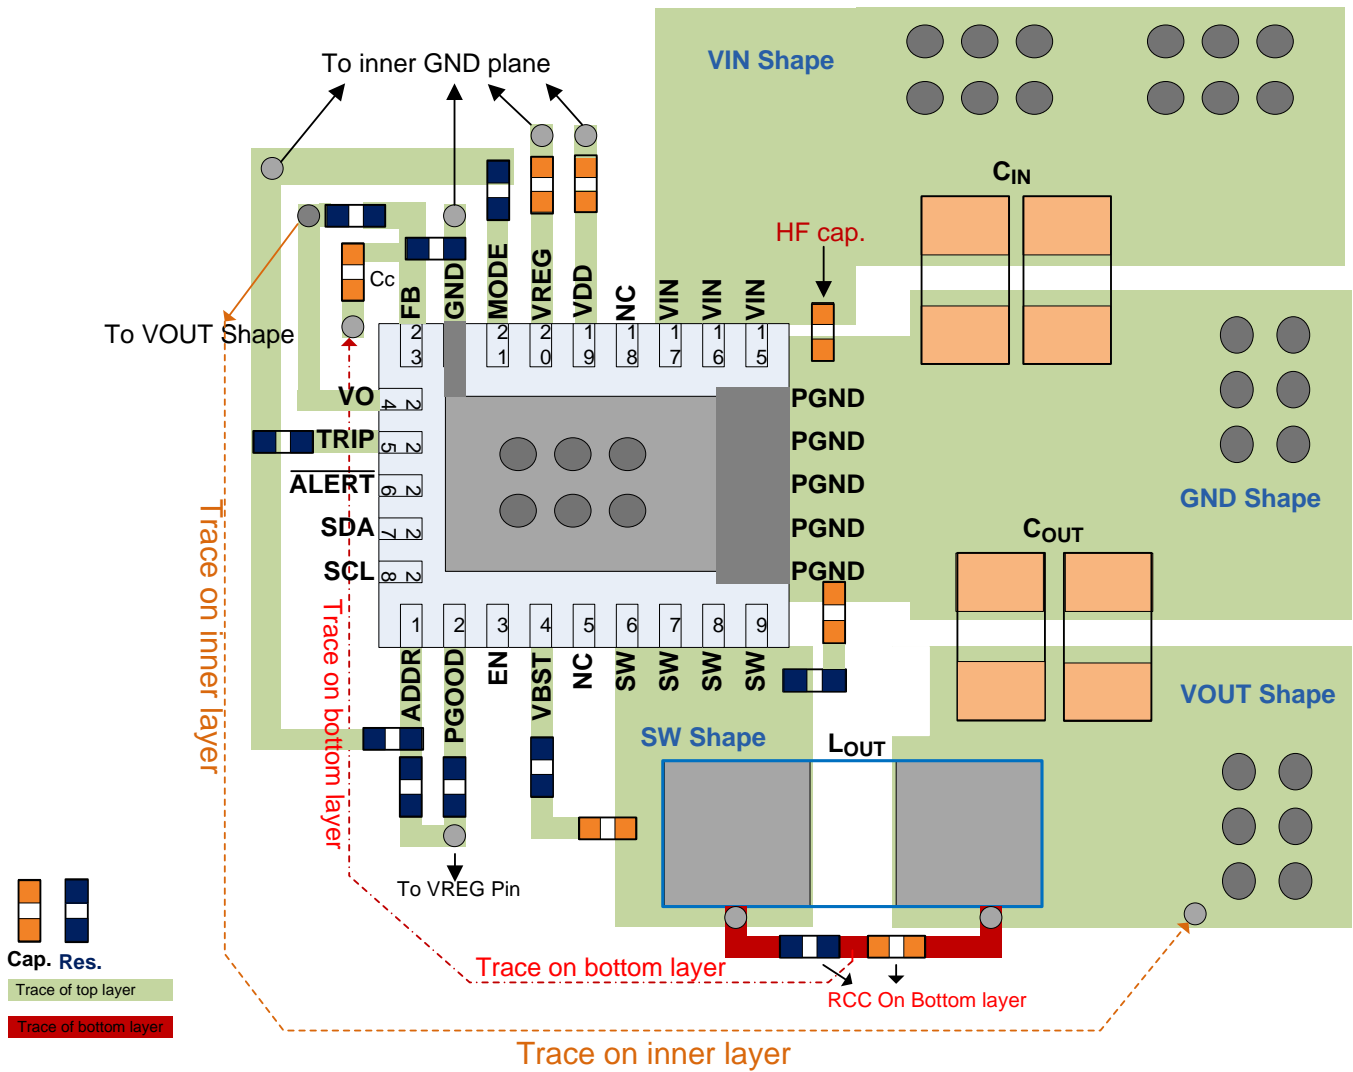 To inner GND plane
VIN Shape
C_IN
HF cap.
Cc
FB
GND
MODE
VREG
VDD
NC
VIN
VIN
VIN
To VOUT Shape
23
21
20
19
18
17
16
15
VO
24
PGND
TRIP
25
PGND
ALERT
26
PGND
GND Shape
SDA
27
PGND
C_OUT
SCL
28
PGND
1
2
3
4
5
6
7
8
9
ADDR
PGOOD
EN
VBST
NC
SW
SW
SW
SW
VOUT Shape
SW Shape
L_OUT
Trace on inner layer
Trace on bottom layer
To VREG Pin
Cap.
Res.
Trace on bottom layer
Trace of top layer
RCC On Bottom layer
Trace of bottom layer
Trace on inner layer